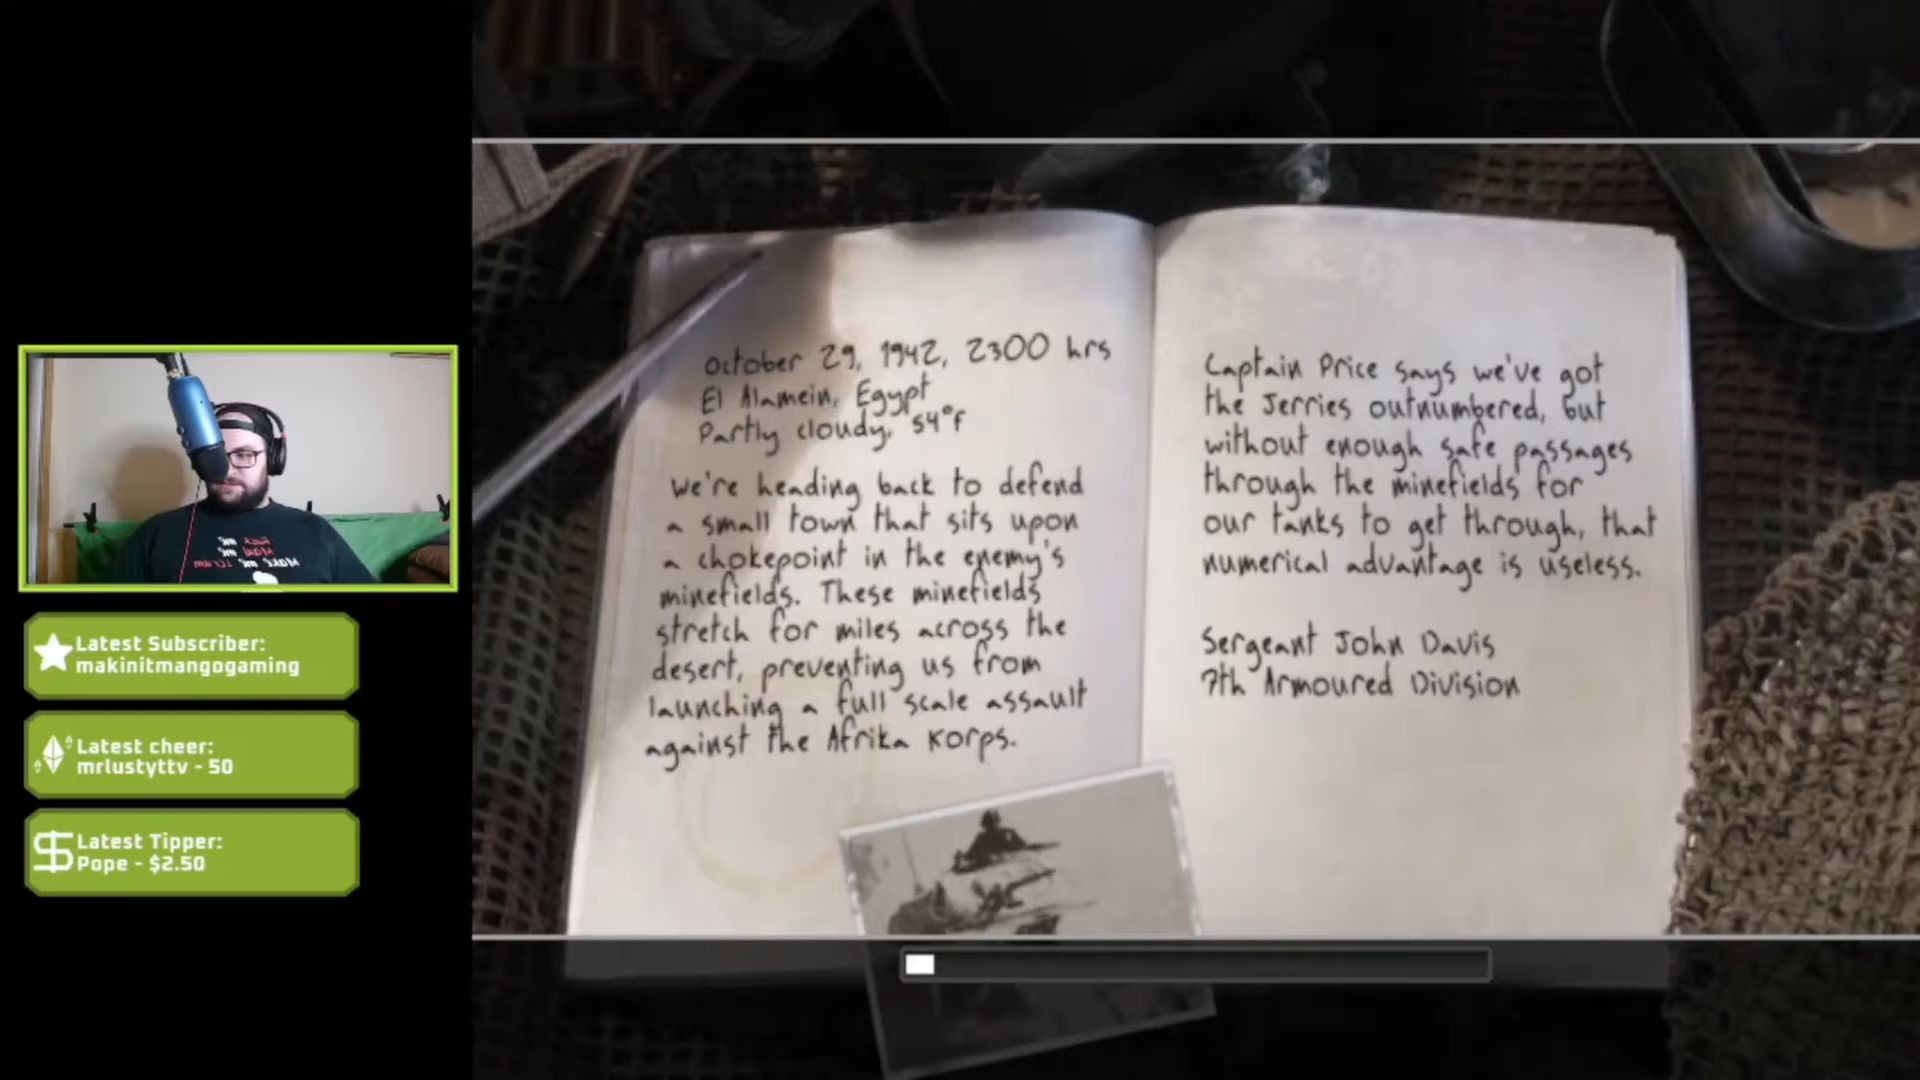 October 29, 1942, 2300 hrs
El Alamein, Egypt
Partly cloudy, 54°F
We're heading back to defend
a small town that sits upon
a chokepoint in the enemy's
minefields. These minefields
stretch for miles across the
desert, preventing us from
launching a full scale assault
against the Afrika Korps.
Captain Price says we've got
the Jerries outnumbered, but
without enough safe passages
through the minefields for
our tanks to get through, that
numerical advantage is useless.
Sergeant John Davis
7th Armoured Division
Latest Subscriber:
makinitmangogaming
Latest cheer:
mrlustyttv - 50
Latest Tipper:
Pope - $2.50